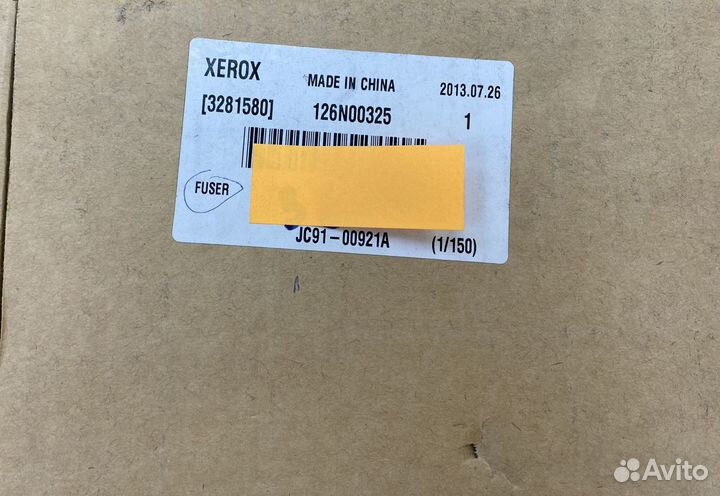 XEROX MADE IN CHINA 2013.07.26
[3281580] 126N00325 1
FUSER
JC91-00921A (1/150)
Avito